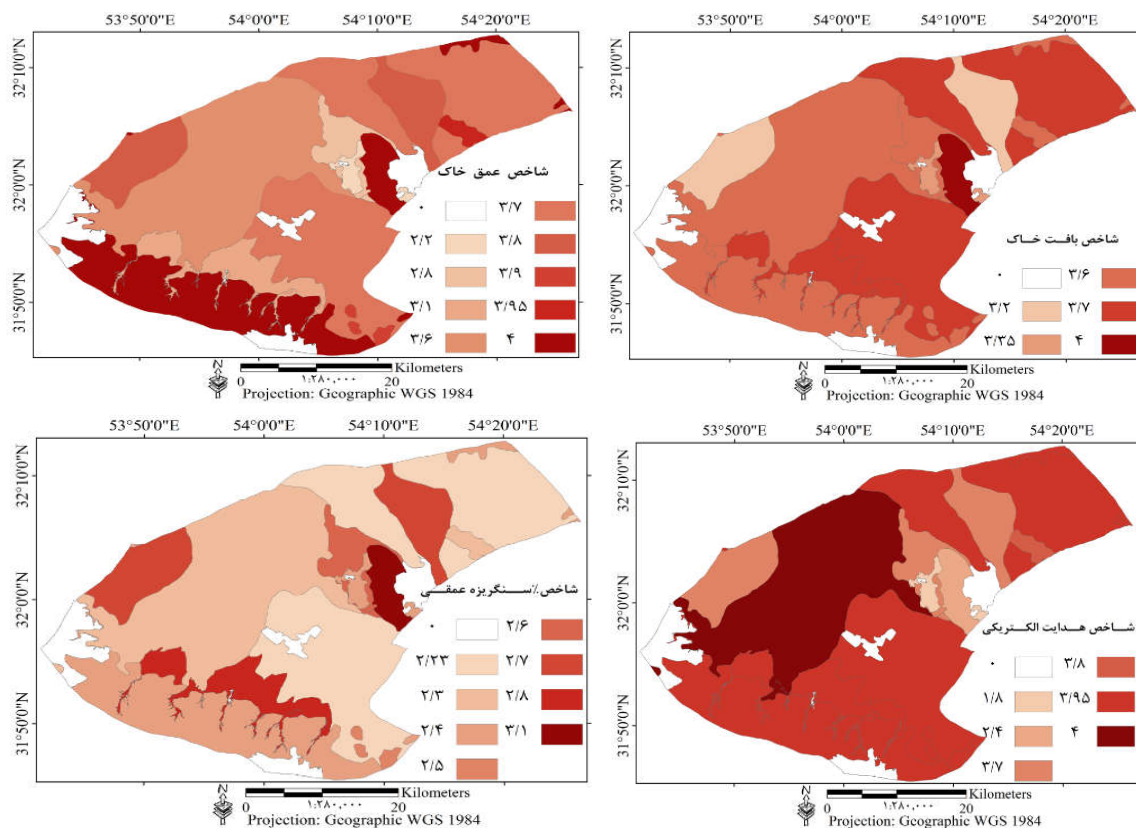 53°50'0"E 54°0'0"E 54°10'0"E 54°20'0"E
32°10'0"N
32°0'0"N
31°50'0"N
شاخص عمق خاک
۰ ۳/۷
۲/۲ ۳/۸
۲/۸ ۳/۹
۳/۱ ۳/۹۵
۳/۶ ۴
N
Kilometers
0 ۱:۲۸۰,۰۰۰ 20
Projection: Geographic WGS 1984
53°50'0"E 54°0'0"E 54°10'0"E 54°20'0"E
32°10'0"N
32°0'0"N
31°50'0"N
شاخص بافت خاک
۰ ۳/۶
۳/۲ ۳/۷
۳/۳۵ ۴
N
Kilometers
0 ۱:۲۸۰,۰۰۰ 20
Projection: Geographic WGS 1984
53°50'0"E 54°0'0"E 54°10'0"E 54°20'0"E
32°10'0"N
32°0'0"N
31°50'0"N
شاخص٪سنگریزه عمقی
۰ ۲/۶
۲/۲۳ ۲/۷
۲/۳ ۲/۸
۲/۴ ۳/۱
۲/۵
N
Kilometers
0 ۱:۲۸۰,۰۰۰ 20
Projection: Geographic WGS 1984
53°50'0"E 54°0'0"E 54°10'0"E 54°20'0"E
32°10'0"N
32°0'0"N
31°50'0"N
شاخص هدایت الکتریکی
۰ ۳/۸
۱/۸ ۳/۹۵
۲/۴ ۴
۳/۷
N
Kilometers
0 ۱:۲۸۰,۰۰۰ 20
Projection: Geographic WGS 1984